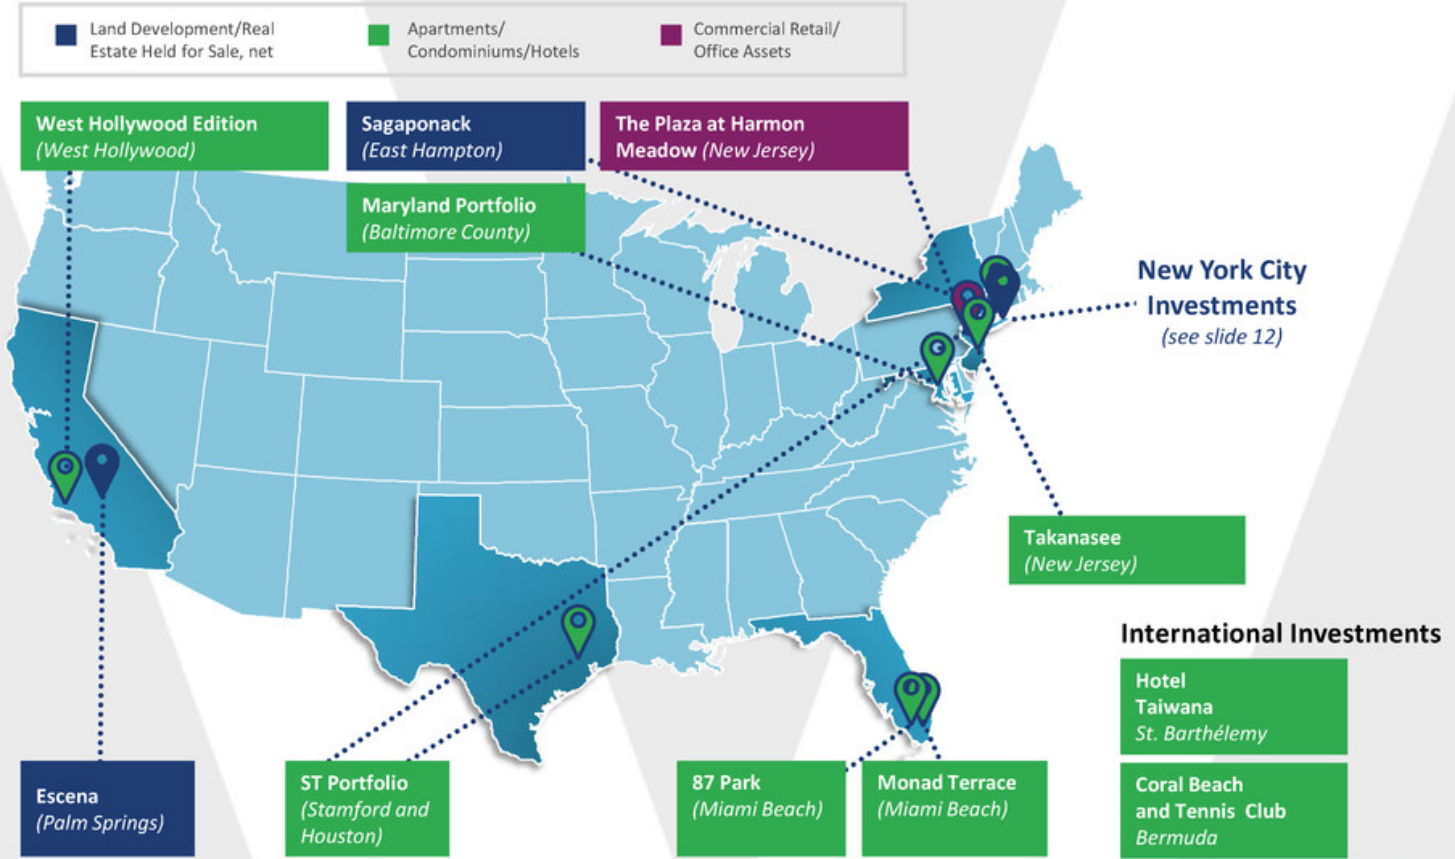 Land Development/Real
Estate Held for Sale, net
Apartments/
Condominiums/Hotels
Commercial Retail/
Office Assets
West Hollywood Edition
(West Hollywood)
Sagaponack
(East Hampton)
The Plaza at Harmon
Meadow (New Jersey)
Maryland Portfolio
(Baltimore County)
New York City
Investments
(see slide 12)
Takanasee
(New Jersey)
International Investments
Hotel
Taiwana
St. Barthélemy
Coral Beach
and Tennis Club
Bermuda
Escena
(Palm Springs)
ST Portfolio
(Stamford and
Houston)
87 Park
(Miami Beach)
Monad Terrace
(Miami Beach)